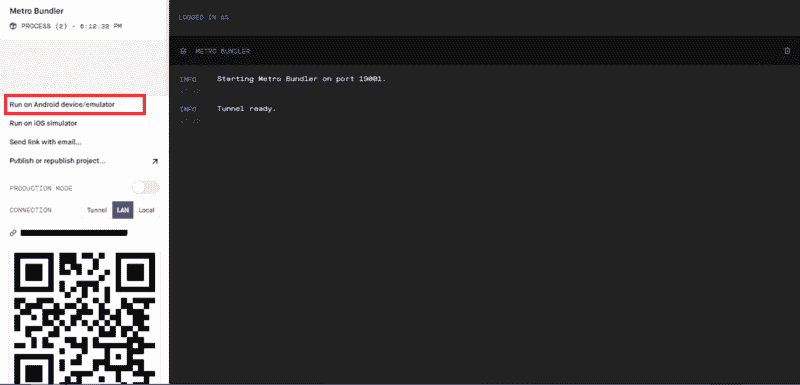 Metro Bundler
PROCESS (2) - 6:12:32 PM
Run on Android device/emulator
Run on iOS simulator
Send link with email...
Publish or republish project...
PRODUCTION MODE
CONNECTION Tunnel LAN Local
LOGGED IN AS
METRO BUNDLER
INFO Starting Metro Bundler on port 19001.
INFO Tunnel ready.